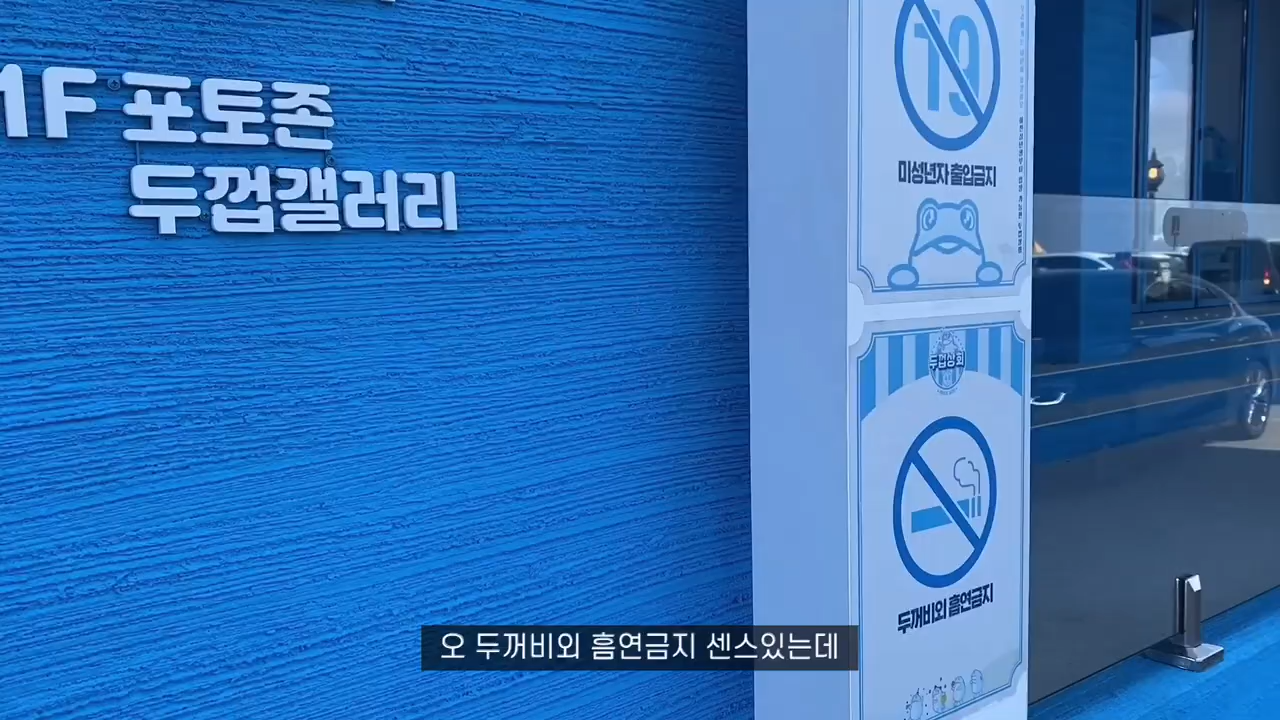 1F 포토존
두껍갤러리
19
미성년자 출입금지
두껍상회
두꺼비외 흡연금지
오 두꺼비외 흡연금지 센스있는데